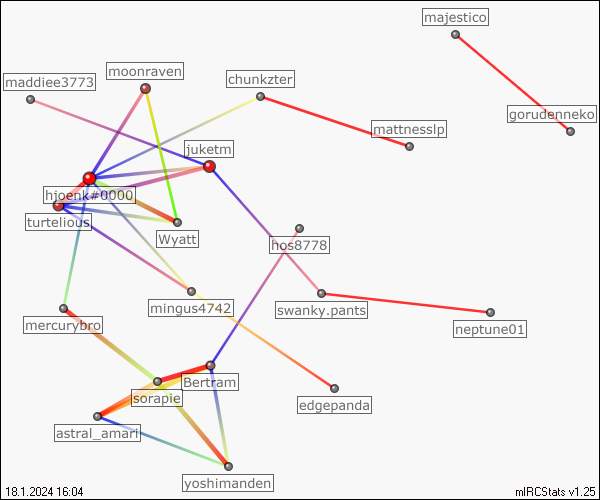 majestico
moonraven
chunkzter
maddiee3773
gorudenneko
mattnesslp
juketm
hjoenk#0000
turtelious
Wyatt
hos8778
mingus4742
swanky.pants
mercurybro
neptune01
Bertram
sorapie
edgepanda
astral_amari
yoshimanden
18.1.2024 16:04
mIRCStats v1.25